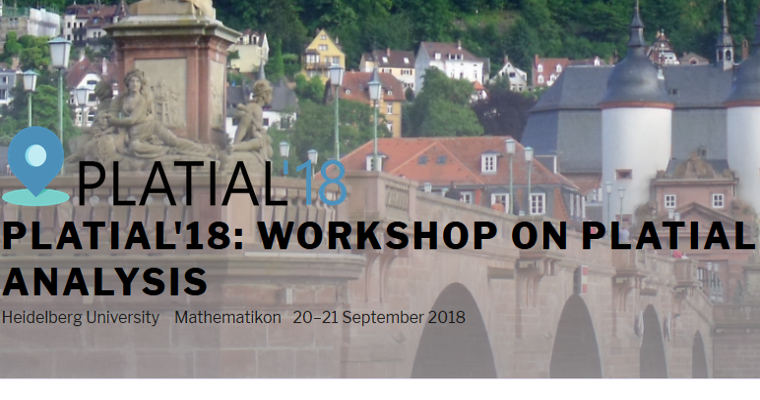 PLATIAL'18
PLATIAL'18: WORKSHOP ON PLATIAL
ANALYSIS
Heidelberg University Mathematikon 20–21 September 2018